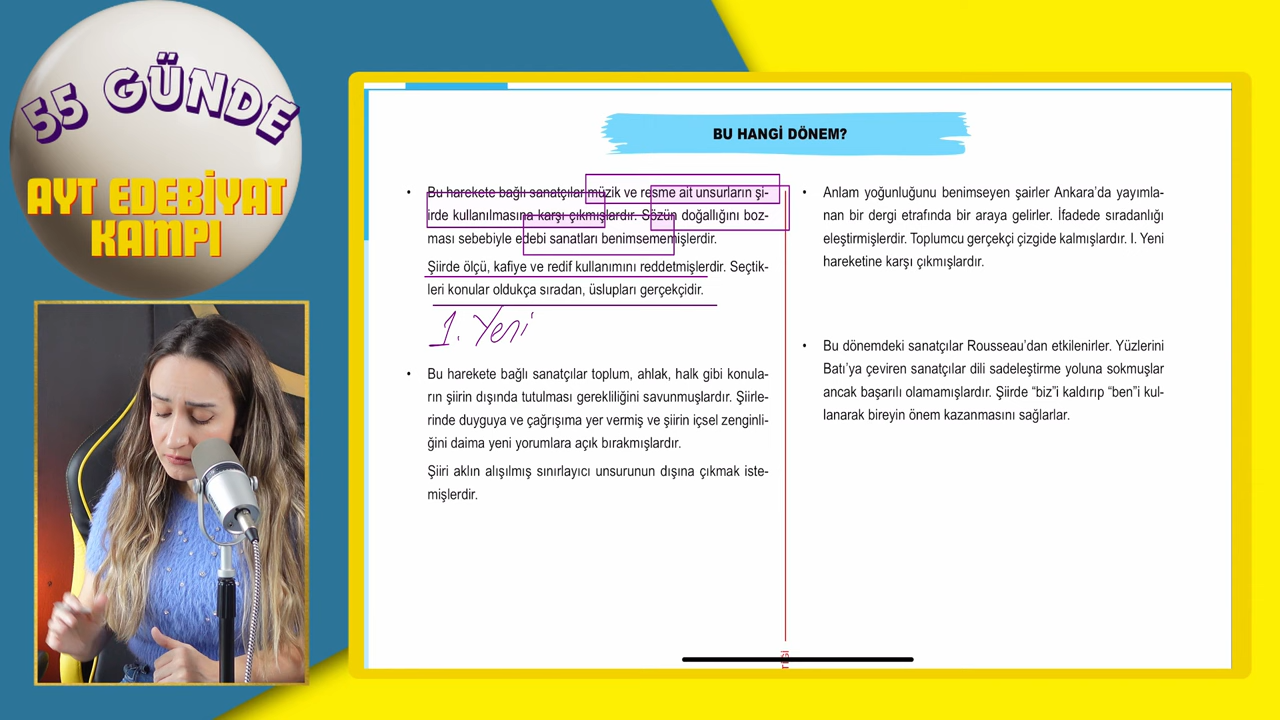 55 GÜNDE
AYT EDEBİYAT
KAMPI
BU HANGİ DÖNEM?
• Bu harekete bağlı sanatçılar müzik ve resme ait unsurların şi-
irde kullanılmasına karşı çıkmışlardır. Sözün doğallığını boz-
ması sebebiyle edebi sanatları benimsememişlerdir.
Şiirde ölçü, kafiye ve redif kullanımını reddetmişlerdir. Seçtik-
leri konular oldukça sıradan, üslupları gerçekçidir.
1. Yeni
• Bu harekete bağlı sanatçılar toplum, ahlak, halk gibi konula-
rın şiirin dışında tutulması gerekliliğini savunmuşlardır. Şiirle-
rinde duyguya ve çağrışıma yer vermiş ve şiirin içsel zenginli-
ğini daima yeni yorumlara açık bırakmışlardır.
Şiiri aklın alışılmış sınırlayıcı unsurunun dışına çıkmak iste-
mişlerdir.
• Anlam yoğunluğunu benimseyen şairler Ankara’da yayımla-
nan bir dergi etrafında bir araya gelirler. İfadede sıradanlığı
eleştirmişlerdir. Toplumcu gerçekçi çizgide kalmışlardır. I. Yeni
hareketine karşı çıkmışlardır.
• Bu dönemdeki sanatçılar Rousseau’dan etkilenirler. Yüzlerini
Batı’ya çeviren sanatçılar dili sadeleştirme yoluna sokmuşlar
ancak başarılı olamamışlardır. Şiirde “biz”i kaldırıp “ben”i kul-
lanarak bireyin önem kazanmasını sağlarlar.